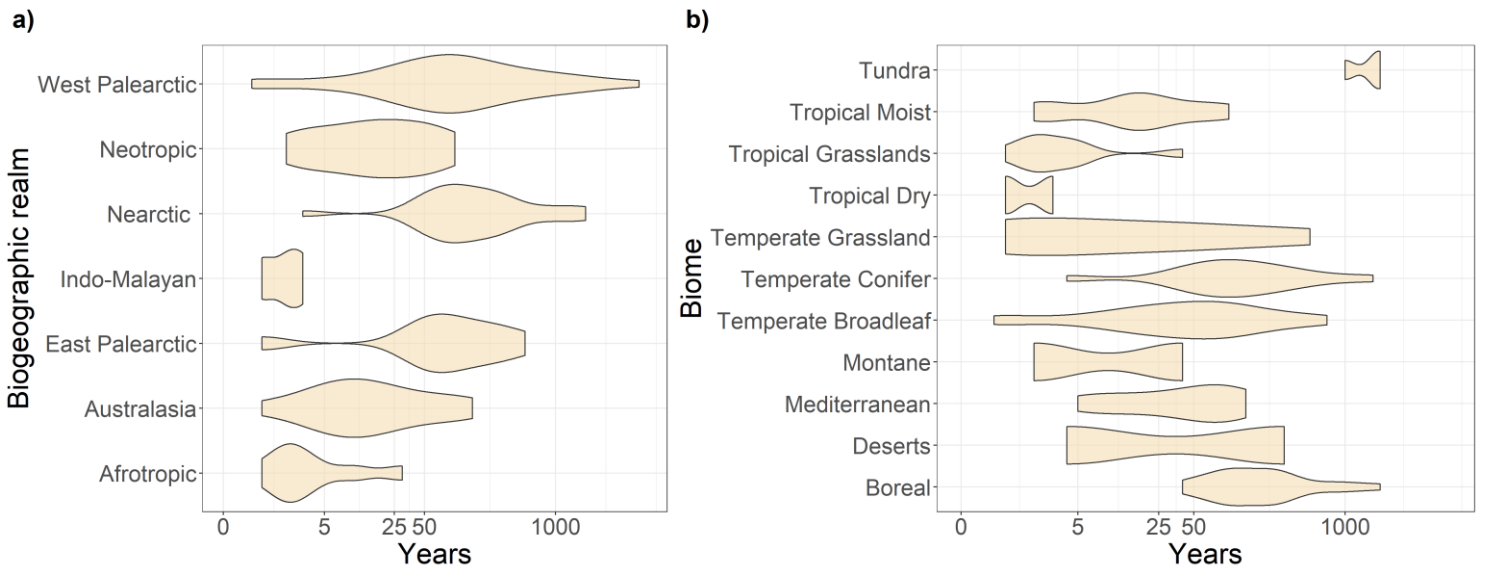 a)
Biogeographic realm
West Palearctic
Neotropic
Nearctic
Indo-Malayan
East Palearctic
Australasia
Afrotropic
0 5 25 50 1000
Years
b)
Biome
Tundra
Tropical Moist
Tropical Grasslands
Tropical Dry
Temperate Grassland
Temperate Conifer
Temperate Broadleaf
Montane
Mediterranean
Deserts
Boreal
0 5 25 50 1000
Years